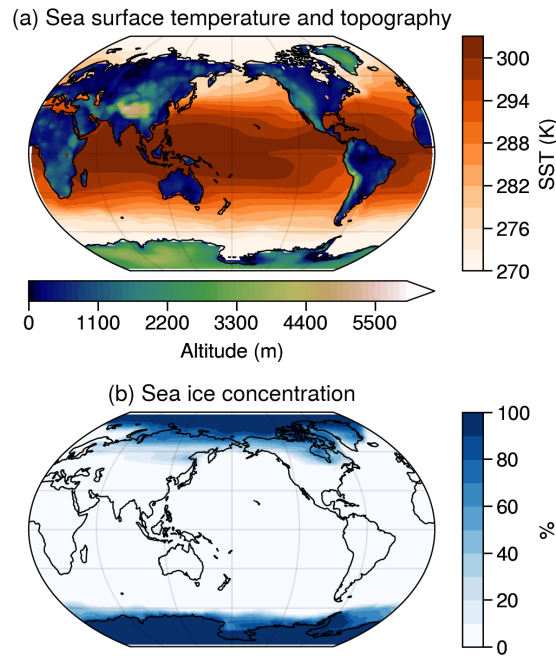 (a) Sea surface temperature and topography
300
294
288
282
276
270
SST (K)
0 1100 2200 3300 4400 5500
Altitude (m)
(b) Sea ice concentration
100
80
60
40
20
0
%